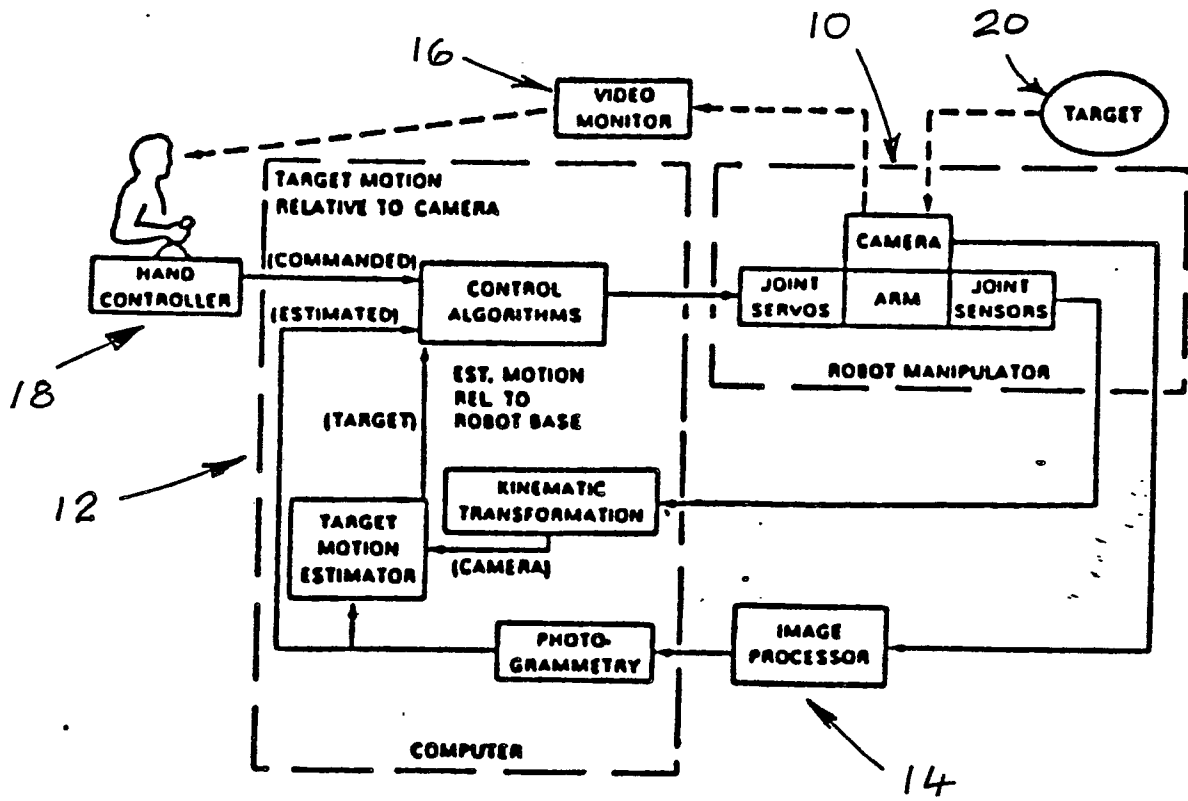 10
20
16
VIDEO
MONITOR
TARGET
TARGET MOTION
RELATIVE TO CAMERA
CAMERA
(COMMANDED)
HAND
CONTROLLER
CONTROL
ALGORITHMS
JOINT
SERVOS
ARM
JOINT
SENSORS
(ESTIMATED)
18
EST. MOTION
REL. TO
ROBOT BASE
ROBOT MANIPULATOR
(TARGET)
12
KINEMATIC
TRANSFORMATION
TARGET
MOTION
ESTIMATOR
(CAMERA)
PHOTO-
GRAMMETRY
IMAGE
PROCESSOR
COMPUTER
14